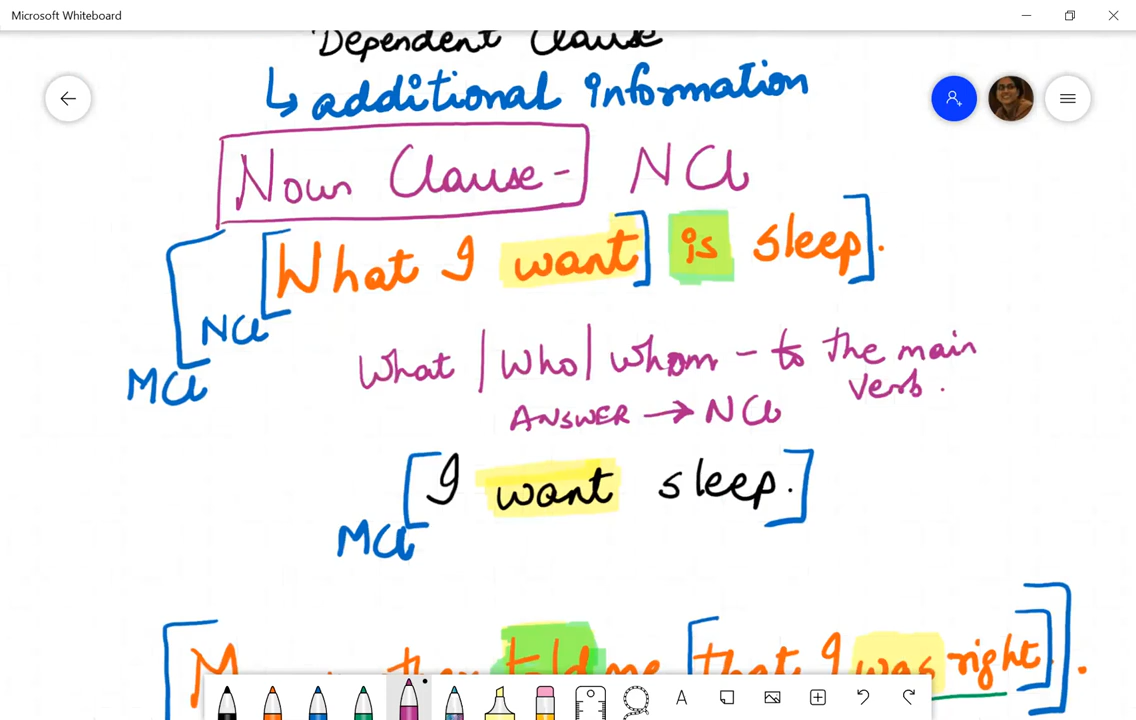 Microsoft Whiteboard
Dependent Clause
↳ additional information
Noun Clause - NCl
[What I want] is sleep].
NCl
MCl
What | Who | Whom - to the main
verb.
ANSWER → NCl
[I want sleep.]
MCl
told me [that I was right]].
A